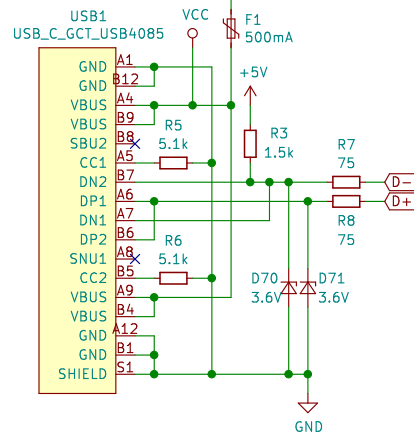 USB1
USB_C_GCT_USB4085
VCC
F1
500mA
+5V
GND A1
GND B12
VBUS A4
VBUS B9
SBU2 B8
CC1 A5
DN2 B7
DP1 A6
DN1 A7
DP2 B6
SNU1 A8
CC2 B5
VBUS A9
VBUS B4
GND A12
GND B1
SHIELD S1
R5
5.1k
R3
1.5k
R7
75
D-
D+
R8
75
R6
5.1k
D70
3.6V
D71
3.6V
GND